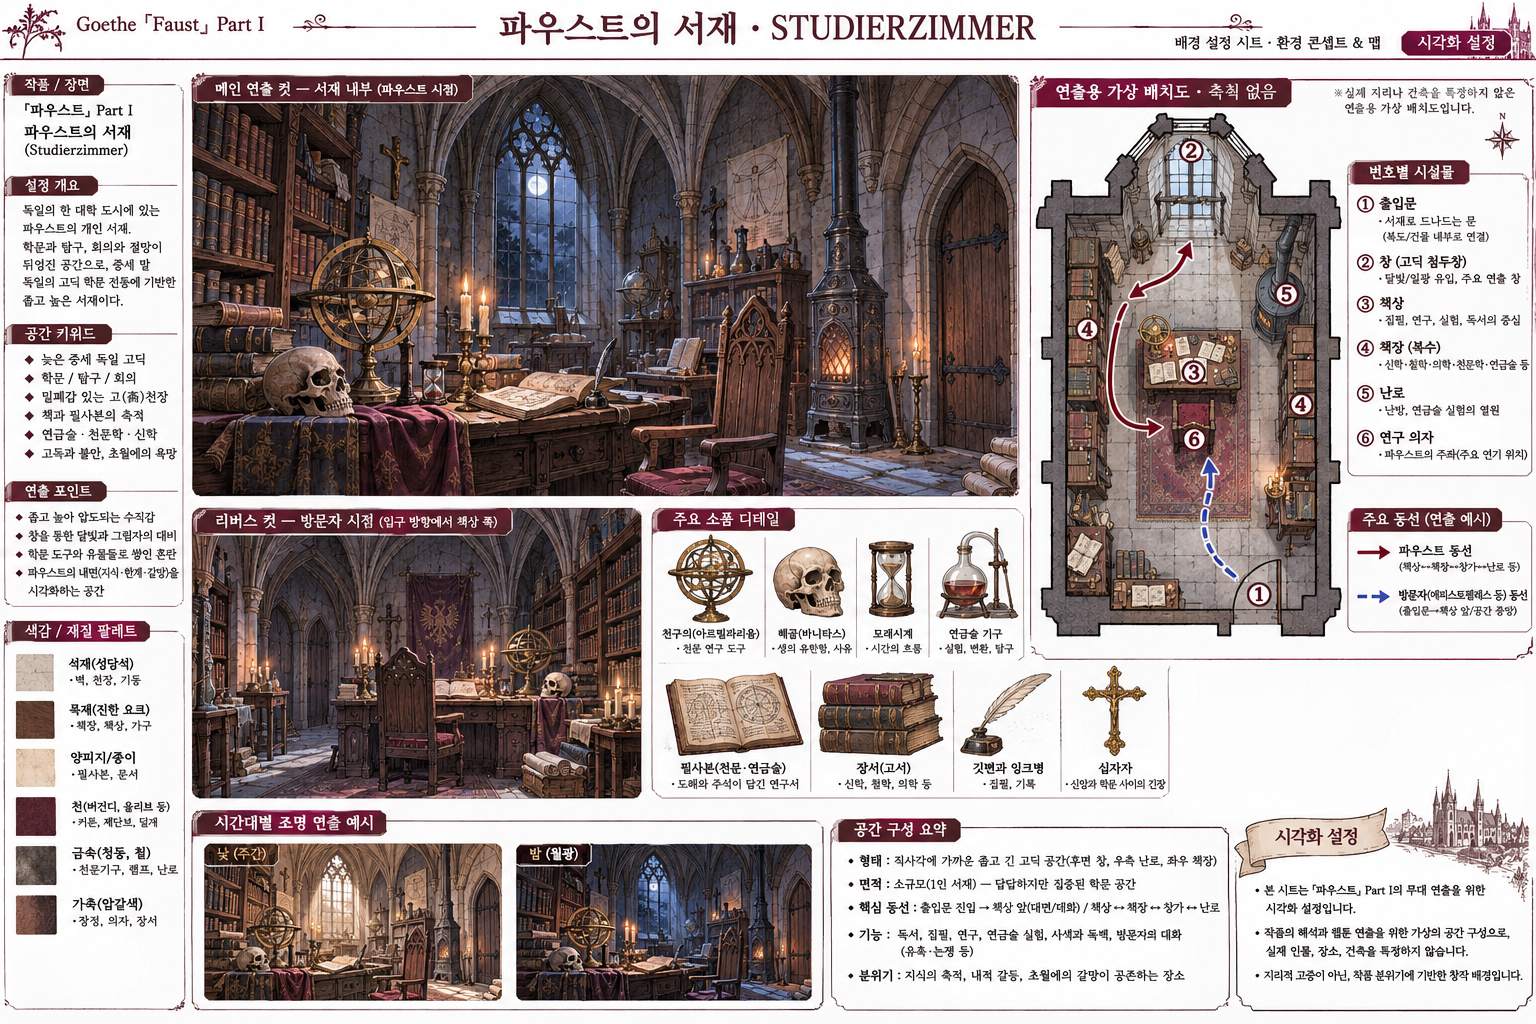 Goethe「Faust」Part I
파우스트의 서재 · STUDIERZIMMER
배경 설정 시트 · 환경 콘셉트 & 맵
시각화 설정
작품 / 장면
「파우스트」 Part I
파우스트의 서재
(Studierzimmer)
설정 개요
독일의 한 대학 도시에 있는
파우스트의 개인 서재.
학문과 탐구, 회의와 절망이
뒤엉진 공간으로, 중세 말
독일의 고딕 학문 전통에 기반한
좁고 높은 서재이다.
공간 키워드
◆ 늦은 중세 독일 고딕
◆ 학문 / 탐구 / 회의
◆ 밀폐감 있는 고(高)천장
◆ 책과 필사본의 축적
◆ 연금술 · 천문학 · 신학
◆ 고독과 불안, 초월에의 욕망
연출 포인트
◆ 좁고 높아 압도되는 수직감
◆ 창을 통한 달빛과 그림자의 대비
◆ 학문 도구와 유물들로 쌓인 혼란
◆ 파우스트의 내면(지식·한계·갈망)을
시각화하는 공간
색감 / 재질 팔레트
석재(성당석)
· 벽, 천장, 기둥
목재(진한 오크)
· 책장, 책상, 가구
양피지/종이
· 필사본, 문서
천(버건디, 올리브 등)
· 커튼, 제단보, 덮개
금속(청동, 철)
· 천문기구, 램프, 난로
가죽(암갈색)
· 장정, 의자, 장서
메인 연출 컷 — 서재 내부 (파우스트 시점)
리버스 컷 — 방문자 시점 (입구 방향에서 책상 쪽)
주요 소품 디테일
천구의(아르밀라리움)
· 천문 연구 도구
해골(바니타스)
· 생의 유한함, 사유
모래시계
· 시간의 흐름
연금술 기구
· 실험, 변환, 탐구
필사본(천문·연금술)
· 도해와 주석이 담긴 연구서
장서(고서)
· 신학, 철학, 의학 등
깃펜과 잉크병
· 집필, 기록
십자자
· 신앙과 학문 사이의 긴장
시간대별 조명 연출 예시
낮 (주간)
밤 (월광)
연출용 가상 배치도 · 축척 없음
※실제 지리나 건축을 특정하지 않은
연출용 가상 배치도입니다.
N
②
⑤
④
③
④
⑥
①
번호별 시설물
① 출입문
· 서재로 드나드는 문
(복도/건물 내부로 연결)
② 창 (고딕 첨두창)
· 달빛/일광 유입, 주요 연출 창
③ 책상
· 집필, 연구, 실험, 독서의 중심
④ 책장 (복수)
· 신학·철학·의학·천문학·연금술 등
⑤ 난로
· 난방, 연금술 실험의 열원
⑥ 연구 의자
· 파우스트의 주좌(주요 연기 위치)
주요 동선 (연출 예시)
파우스트 동선
(책상↔책장↔창가↔난로 등)
방문자(메피스토펠레스 등) 동선
(출입문→책상 앞/공간 중앙)
공간 구성 요약
• 형태 : 직사각에 가까운 좁고 긴 고딕 공간(후면 창, 우측 난로, 좌우 책장)
• 면적 : 소규모(1인 서재) — 답답하지만 집중된 학문 공간
• 핵심 동선 : 출입문 진입 → 책상 앞(대면/대화) / 책상 ↔ 책장 ↔ 창가 ↔ 난로
• 기능 : 독서, 집필, 연구, 연금술 실험, 사색과 독백, 방문자의 대화
(유혹·논쟁 등)
• 분위기 : 지식의 축적, 내적 갈등, 초월에의 갈망이 공존하는 장소
시각화 설정
• 본 시트는 「파우스트」 Part I의 무대 연출을 위한
시각화 설정입니다.
• 작품의 해석과 웹툰 연출을 위한 가상의 공간 구성으로,
실재 인물, 장소, 건축을 특정하지 않습니다.
• 지리적 고증이 아닌, 작품 분위기에 기반한 창작 배경입니다.